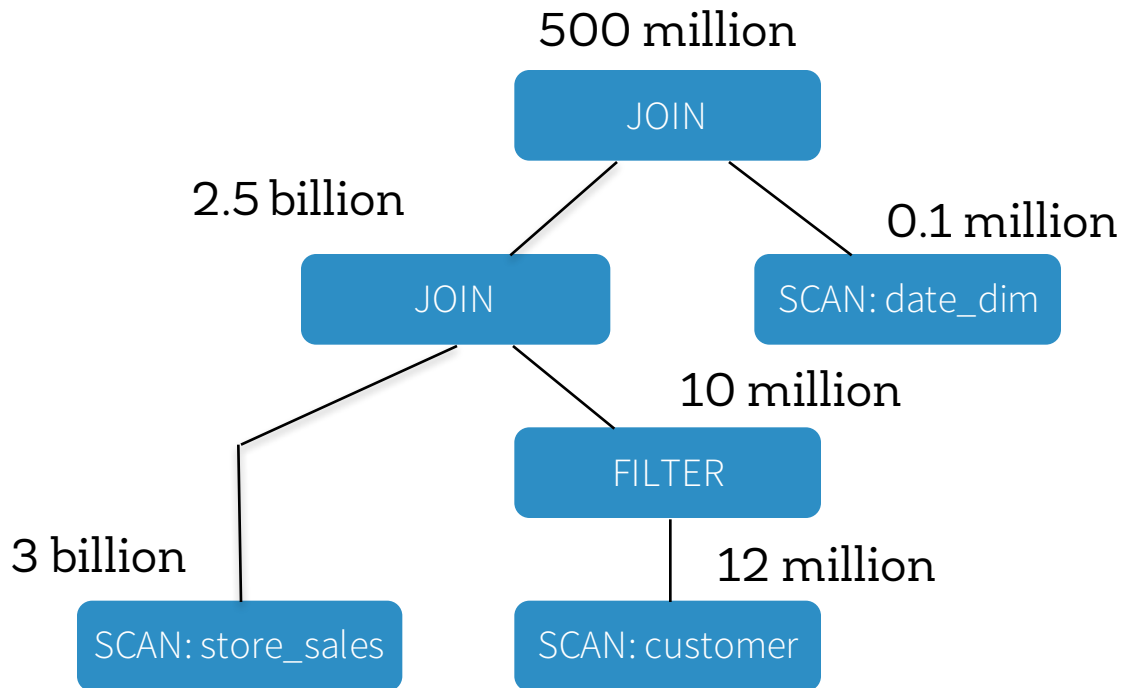 500 million
JOIN
2.5 billion
0.1 million
JOIN
SCAN: date_dim
10 million
FILTER
3 billion
12 million
SCAN: store_sales
SCAN: customer